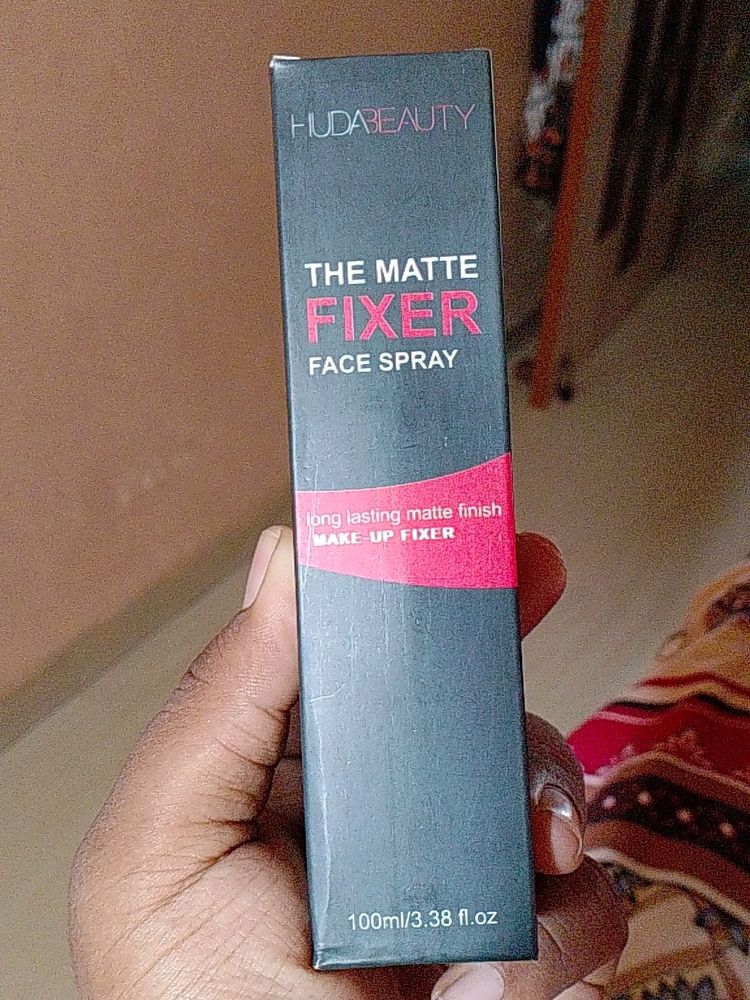 HUDABEAUTY
THE MATTE
FIXER
FACE SPRAY
long lasting matte finish
MAKE-UP FIXER
100ml/3.38 fl.oz